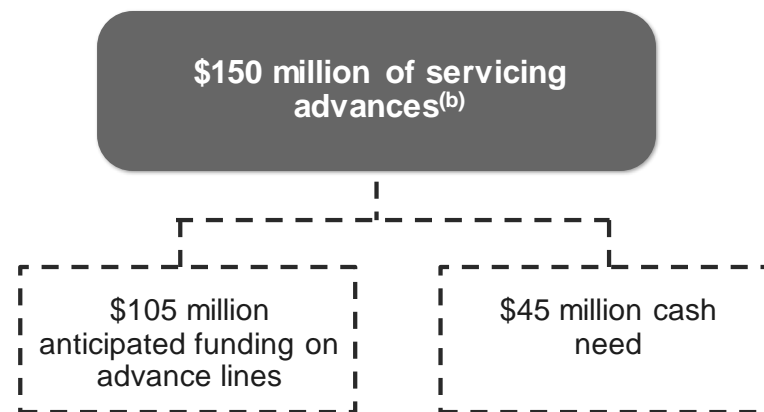 $150 million of servicing
advances(b)
$105 million
anticipated funding on
advance lines
$45 million cash
need